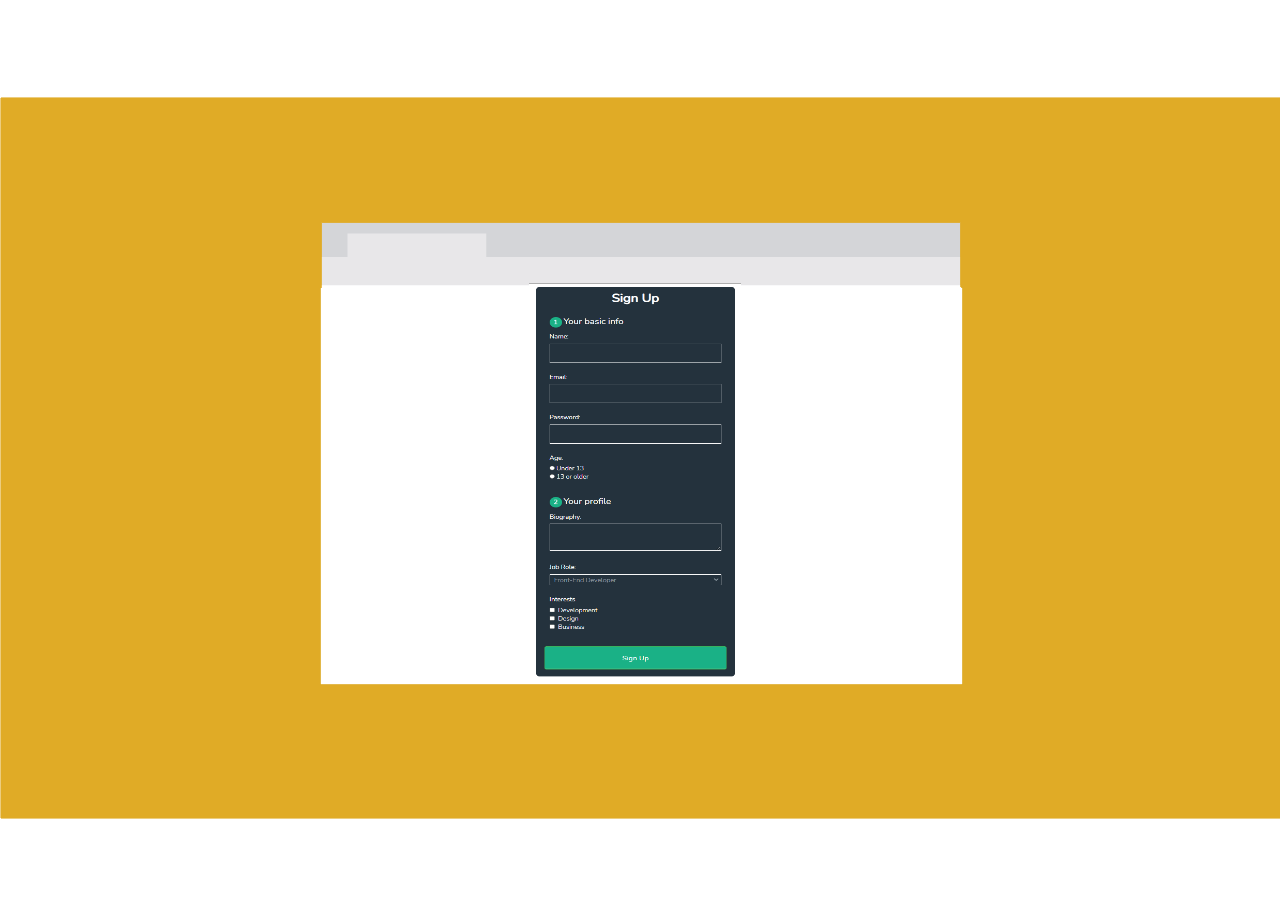 Sign Up
1 Your basic info
Name:
Email:
Password:
Age:
Under 13
13 or older
2 Your profile
Biography:
Job Role:
Front-End Developer
Interests
Development
Design
Business
Sign Up